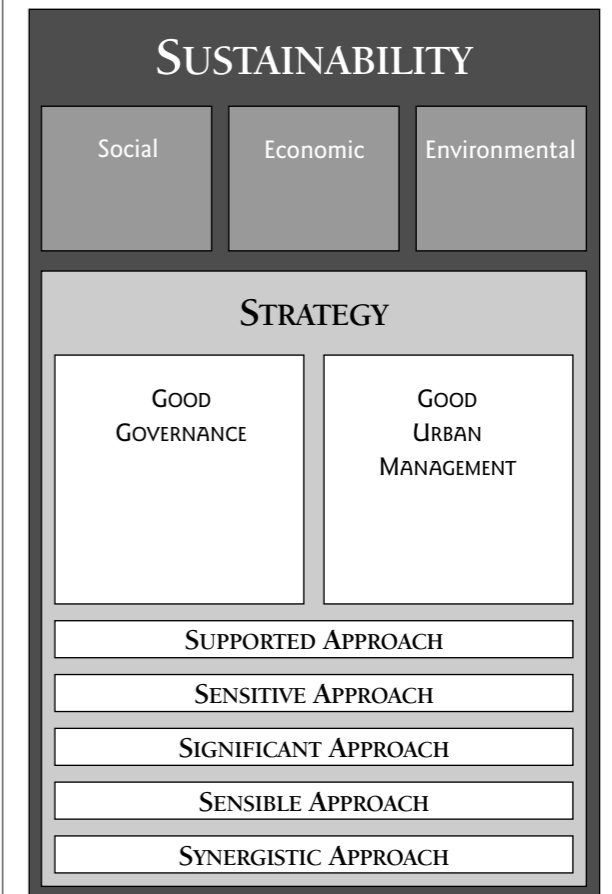 SUSTAINABILITY
Social
Economic
Environmental
STRATEGY
GOOD
GOVERNANCE
GOOD
URBAN
MANAGEMENT
SUPPORTED APPROACH
SENSITIVE APPROACH
SIGNIFICANT APPROACH
SENSIBLE APPROACH
SYNERGISTIC APPROACH